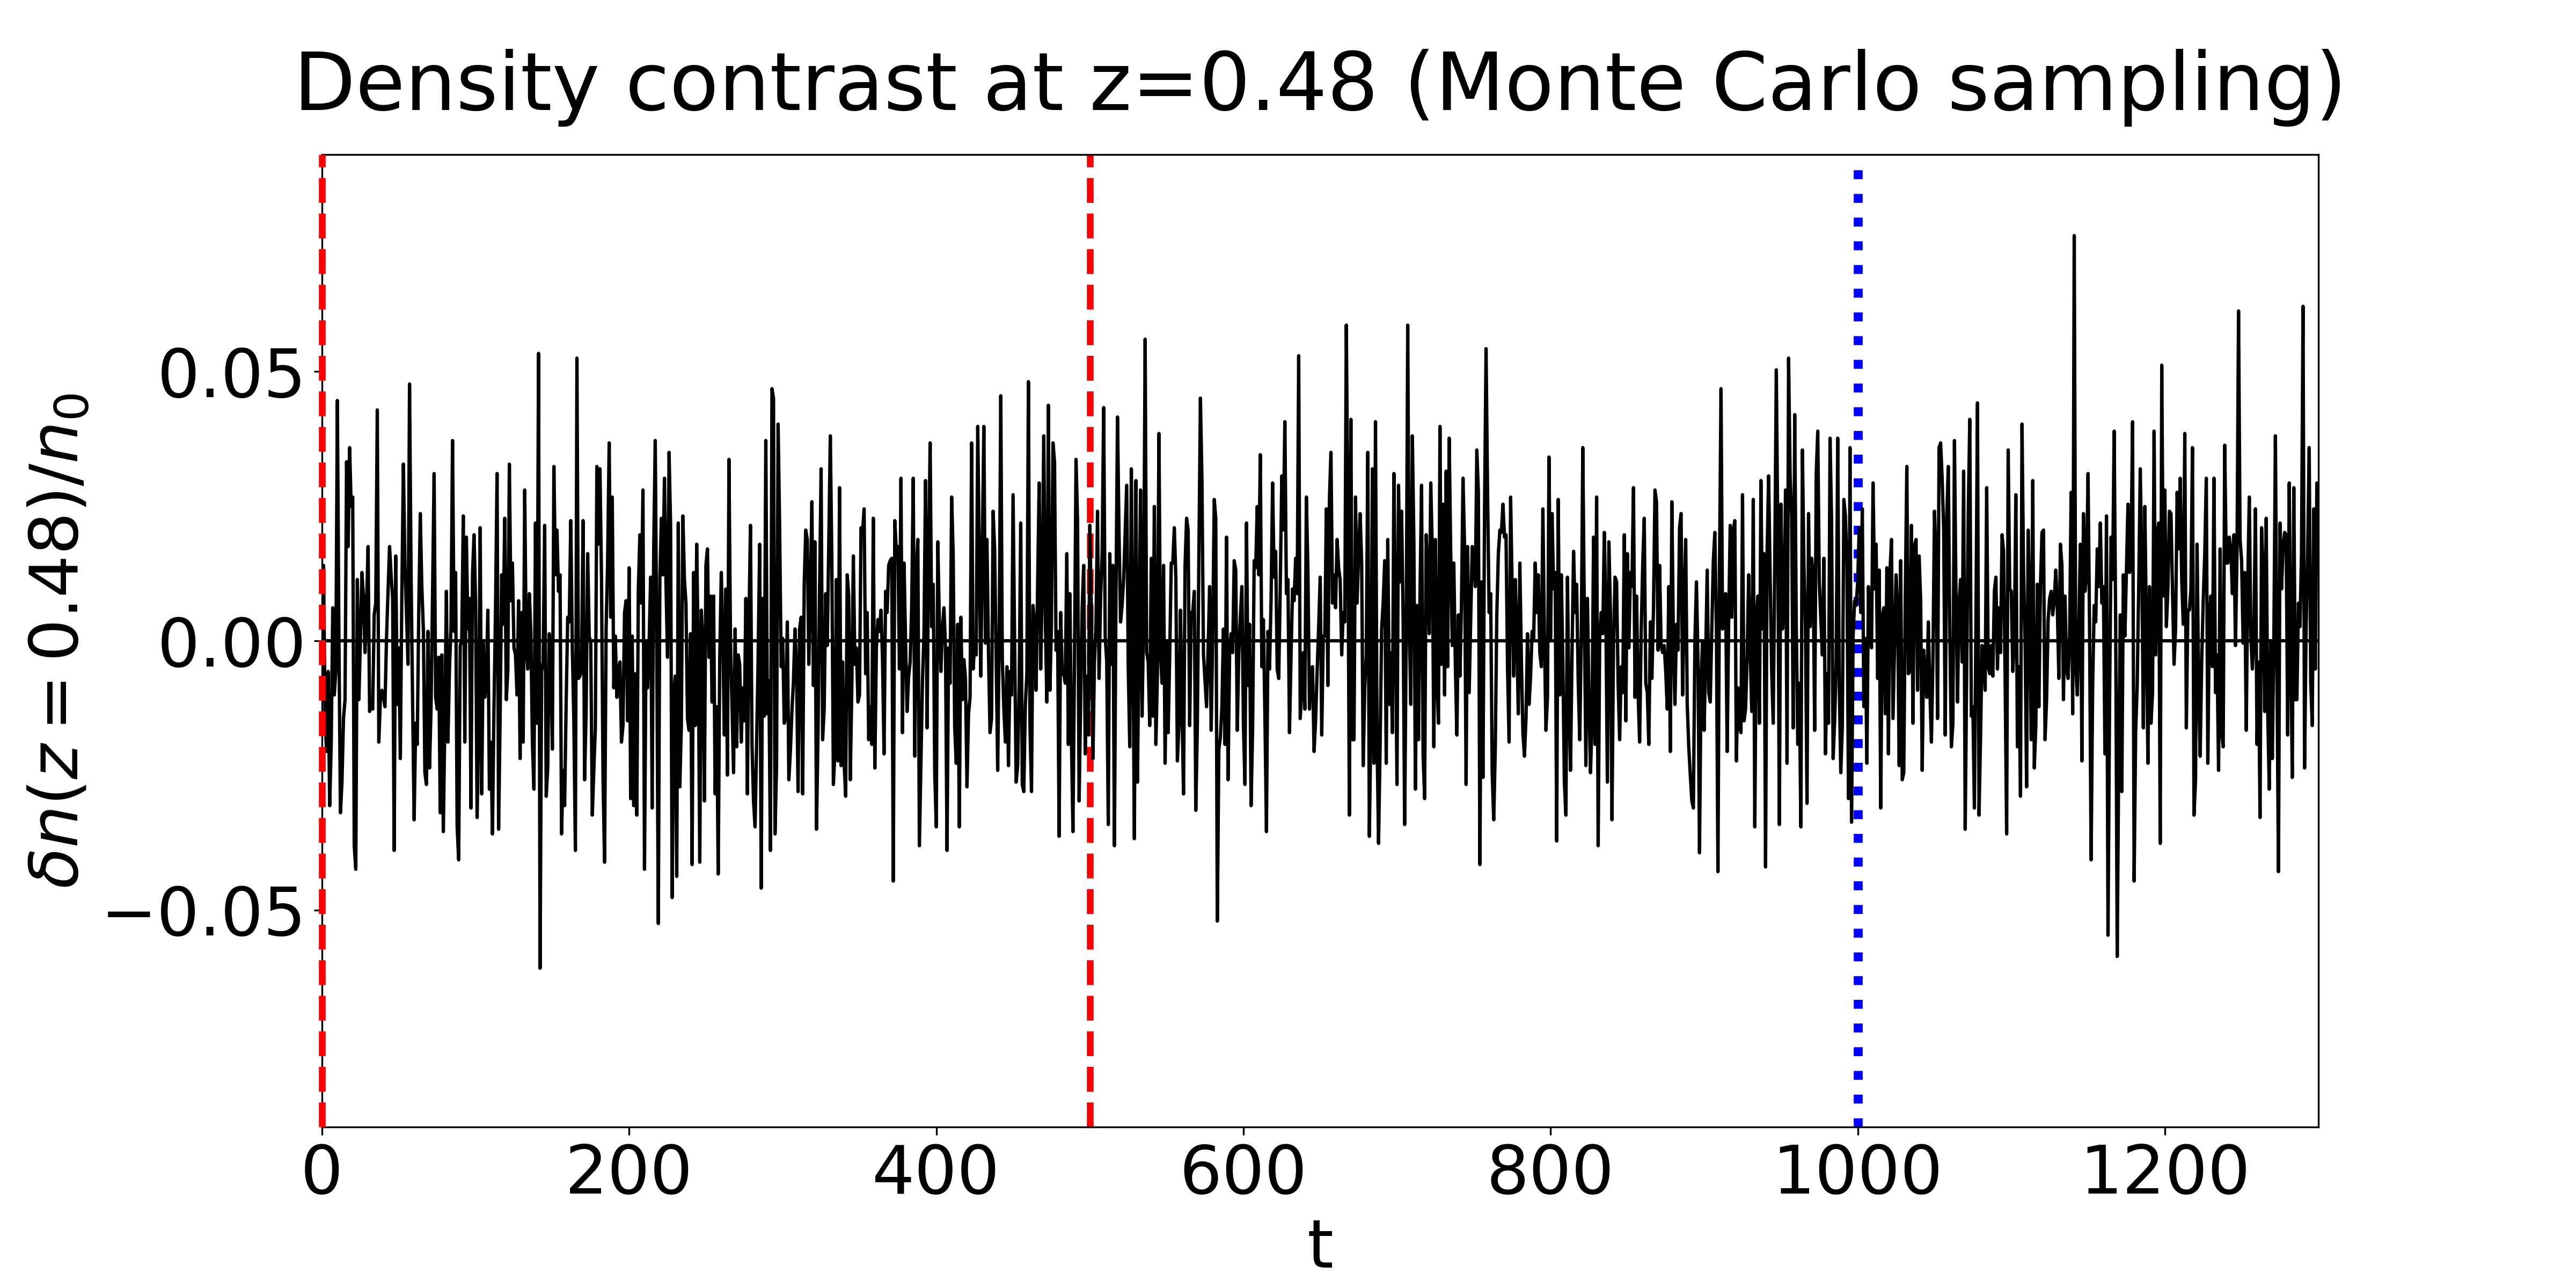 Density contrast at z=0.48 (Monte Carlo sampling)
δn(z = 0.48)/n₀
0.05
0.00
−0.05
0 200 400 600 800 1000 1200
t